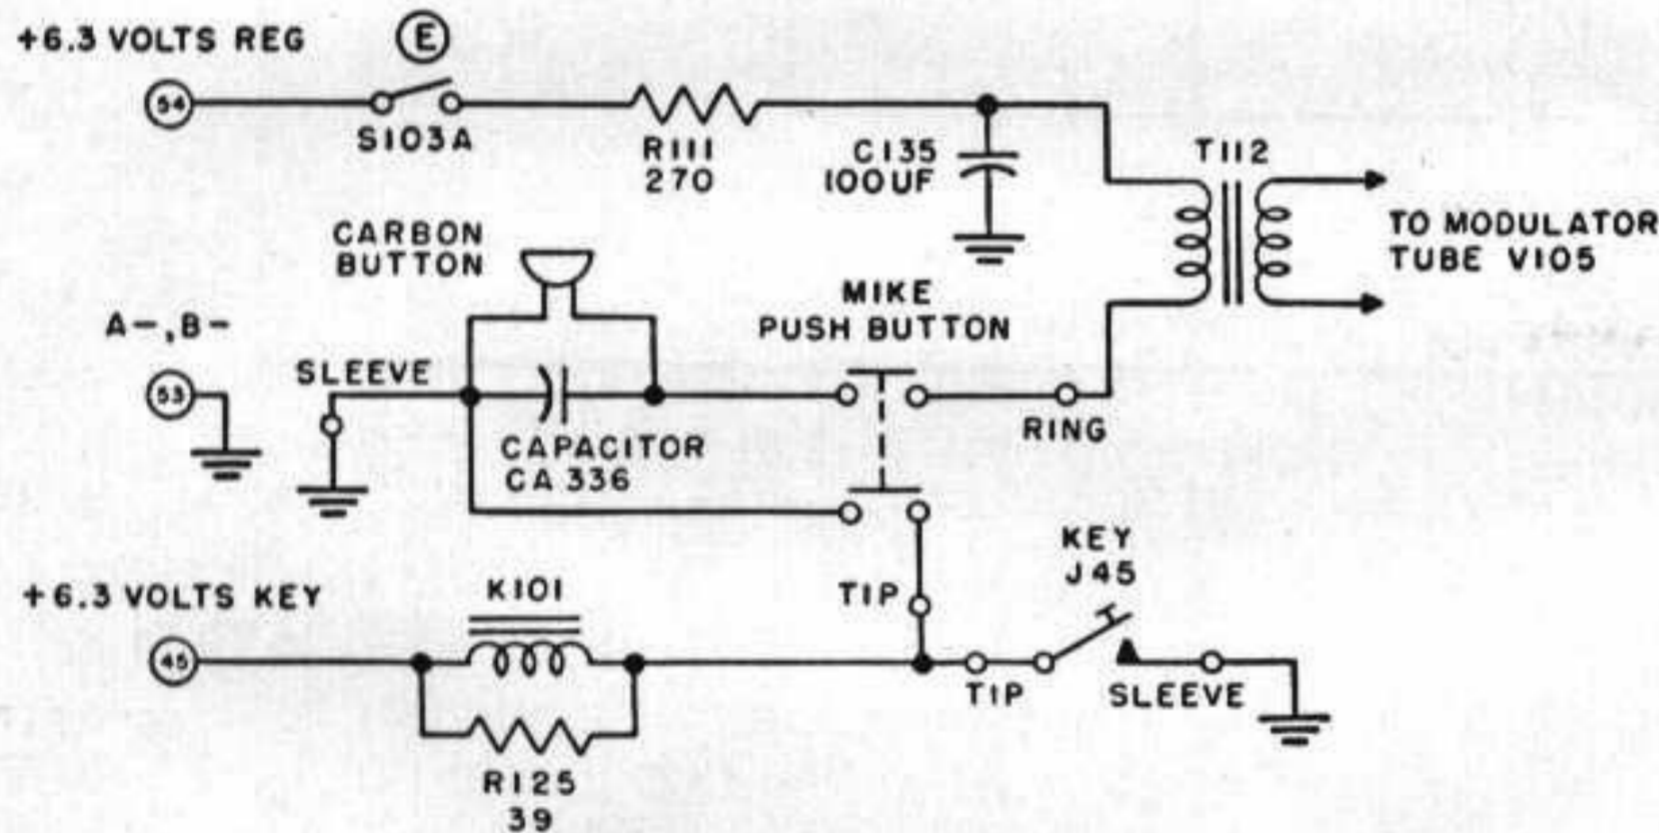 +6.3 VOLTS REG
E
54
S103A
R111
270
C135
100UF
T112
TO MODULATOR
TUBE V105
CARBON
BUTTON
MIKE
PUSH BUTTON
A-,B-
53
SLEEVE
CAPACITOR
CA 336
RING
KEY
J45
+6.3 VOLTS KEY
K101
TIP
45
TIP
SLEEVE
R125
39